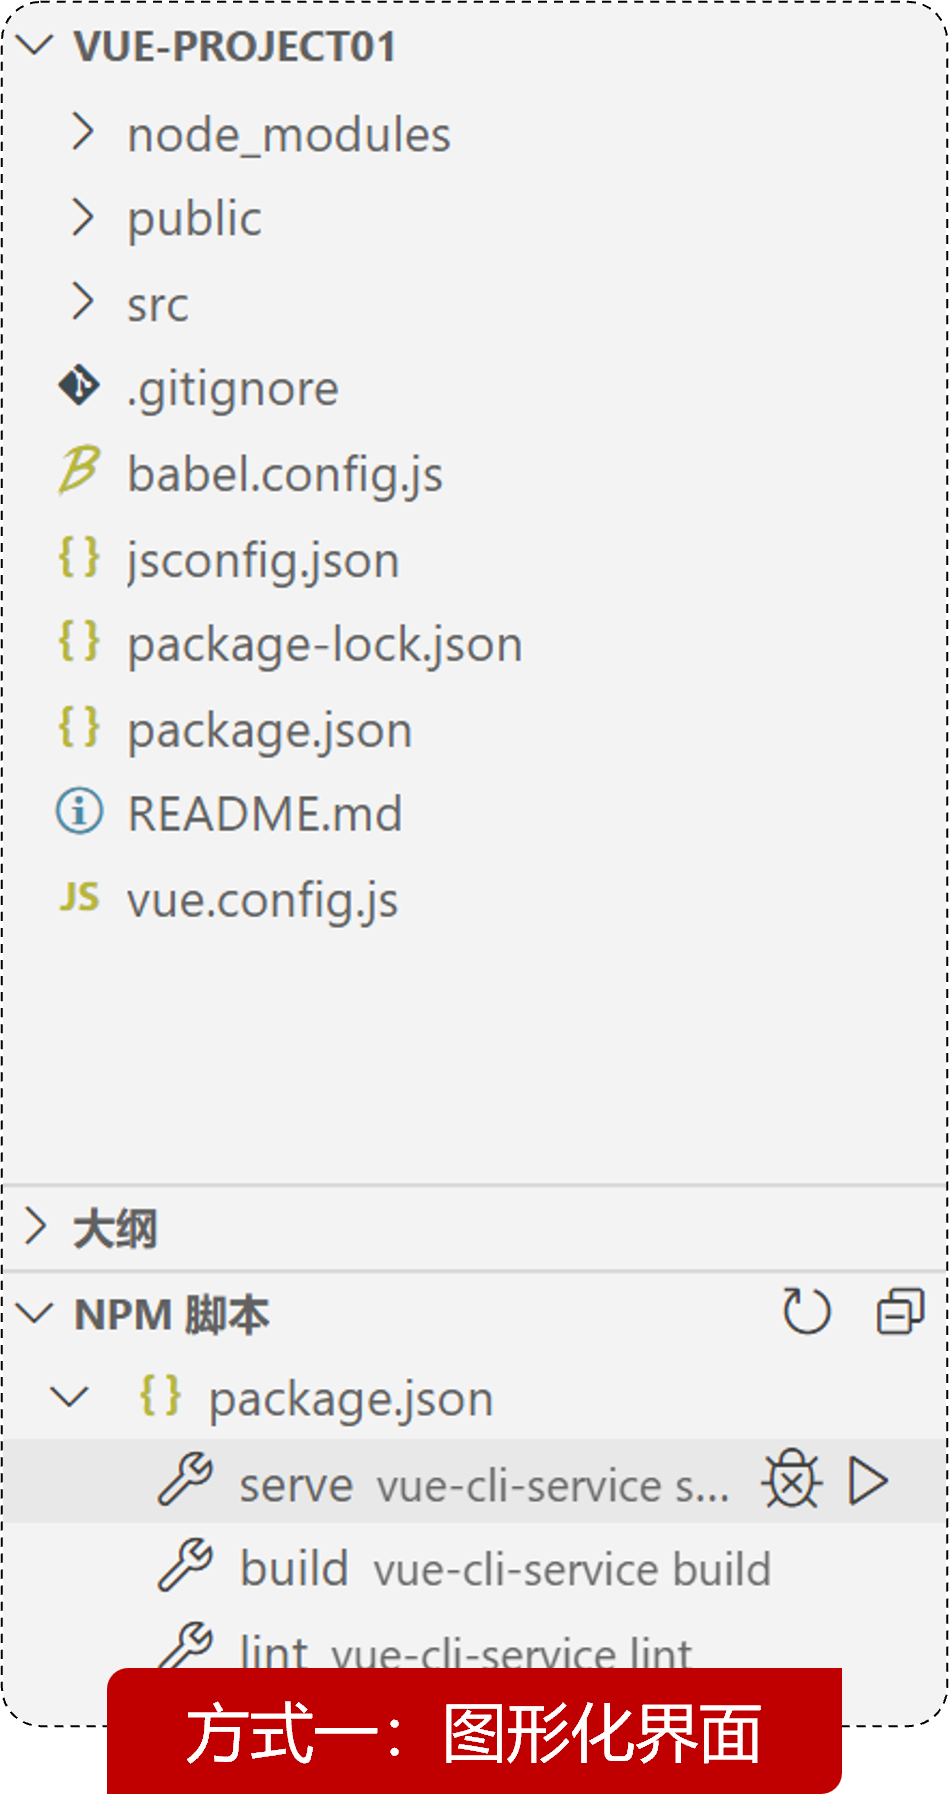 VUE-PROJECT01
node_modules
public
src
.gitignore
babel.config.js
jsconfig.json
package-lock.json
package.json
README.md
JS vue.config.js
大纲
NPM 脚本
package.json
serve vue-cli-service s...
build vue-cli-service build
lint vue-cli-service lint
方式一：图形化界面